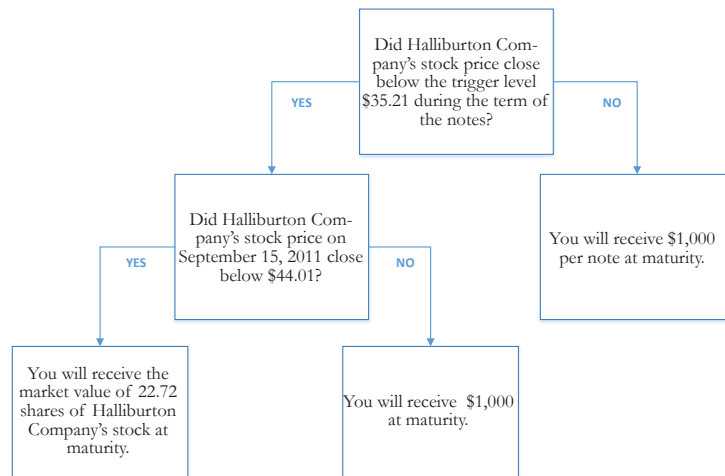 Did Halliburton Com-
pany's stock price close
below the trigger level
$35.21 during the term of
the notes?
YES
NO
Did Halliburton Com-
pany's stock price on
September 15, 2011 close
below $44.01?
You will receive $1,000
per note at maturity.
YES
NO
You will receive the
market value of 22.72
shares of Halliburton
Company's stock at
maturity.
You will receive $1,000
at maturity.